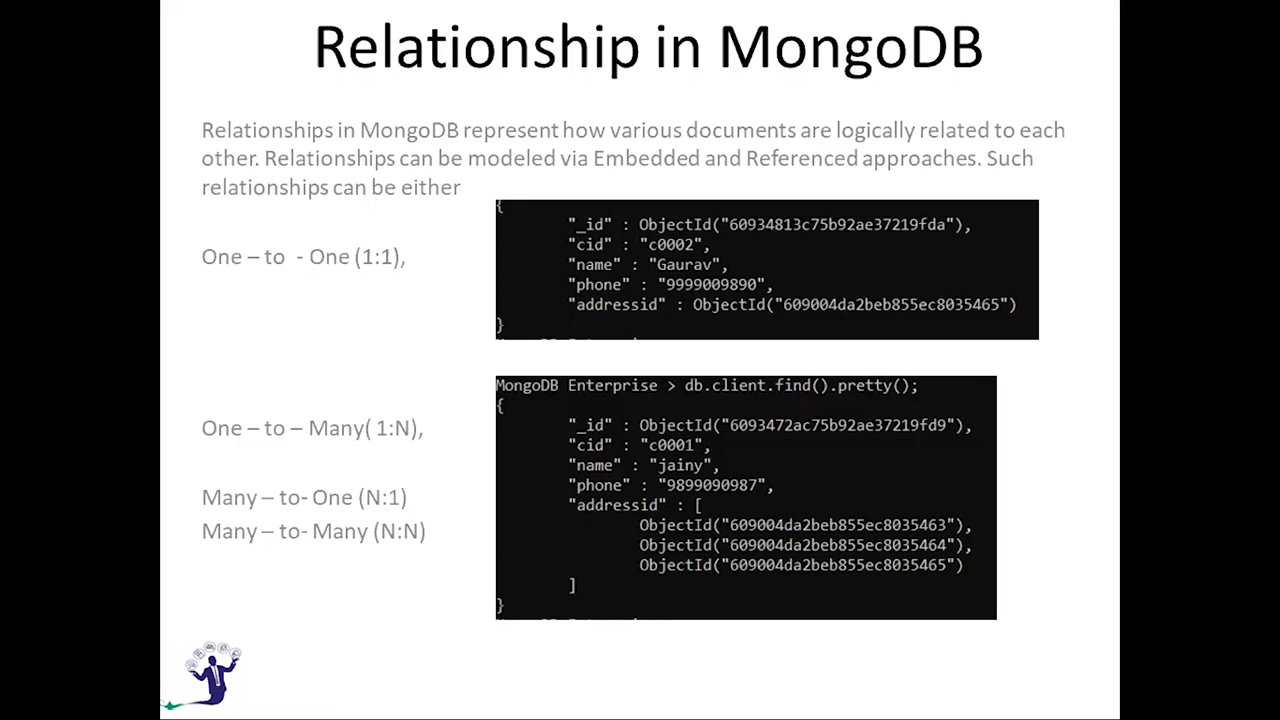 Relationship in MongoDB
Relationships in MongoDB represent how various documents are logically related to each
other. Relationships can be modeled via Embedded and Referenced approaches. Such
relationships can be either
One – to - One (1:1),
{
"_id" : ObjectId("60934813c75b92ae37219fda"),
"cid" : "c0002",
"name" : "Gaurav",
"phone" : "9999009890",
"addressid" : ObjectId("609004da2beb855ec8035465")
}
One – to – Many( 1:N),
Many – to- One (N:1)
Many – to- Many (N:N)
MongoDB Enterprise > db.client.find().pretty();
{
"_id" : ObjectId("6093472ac75b92ae37219fd9"),
"cid" : "c0001",
"name" : "jainy",
"phone" : "9899090987",
"addressid" : [
ObjectId("609004da2beb855ec8035463"),
ObjectId("609004da2beb855ec8035464"),
ObjectId("609004da2beb855ec8035465")
]
}